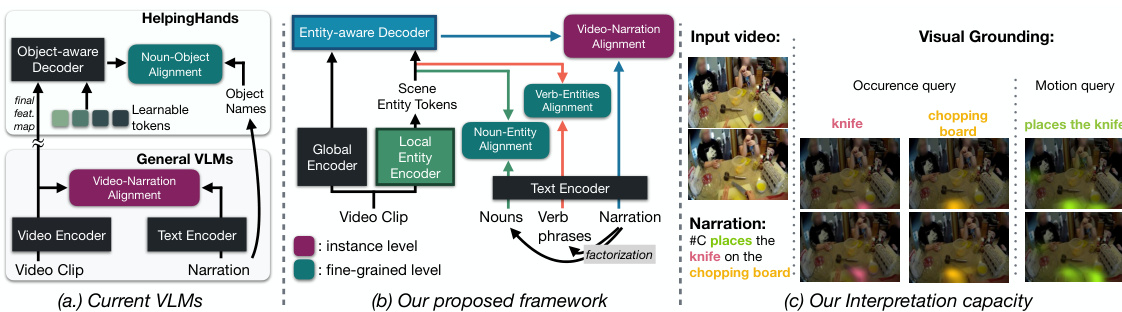 HelpingHands
Object-aware
Decoder
Noun-Object
Alignment
final
feat.
map
Learnable
tokens
Object
Names
General VLMs
Video-Narration
Alignment
Video Encoder
Text Encoder
Video Clip
Narration
(a.) Current VLMs
Entity-aware Decoder
Video-Narration
Alignment
Scene
Entity Tokens
Verb-Entities
Alignment
Noun-Entity
Alignment
Global
Encoder
Local
Entity
Encoder
Text Encoder
Video Clip
Nouns
Verb
phrases
Narration
factorization
: instance level
: fine-grained level
(b) Our proposed framework
Input video:
Visual Grounding:
Occurence query
Motion query
knife
chopping
board
places the knife
Narration:
#C places the
knife on the
chopping board
(c) Our Interpretation capacity